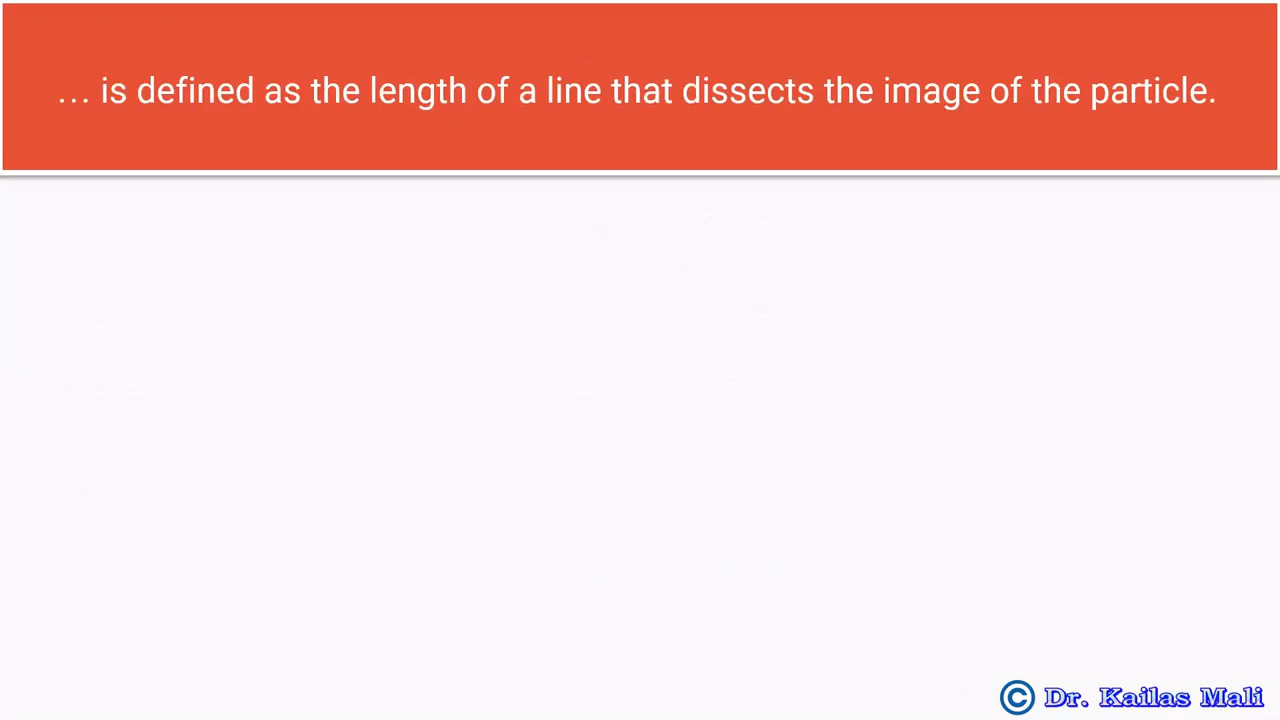 ... is defined as the length of a line that dissects the image of the particle.
© Dr. Kailas Mali